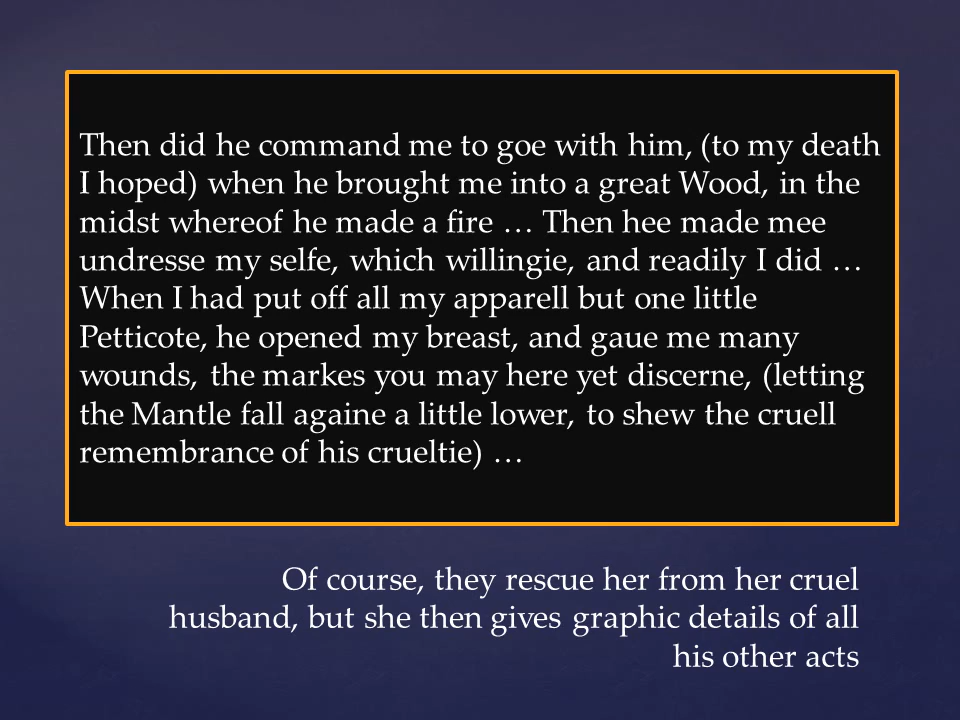 Then did he command me to goe with him, (to my death
I hoped) when he brought me into a great Wood, in the
midst whereof he made a fire … Then hee made mee
undresse my selfe, which willingie, and readily I did …
When I had put off all my apparell but one little
Petticote, he opened my breast, and gaue me many
wounds, the markes you may here yet discerne, (letting
the Mantle fall againe a little lower, to shew the cruell
remembrance of his crueltie) …
Of course, they rescue her from her cruel
husband, but she then gives graphic details of all
his other acts